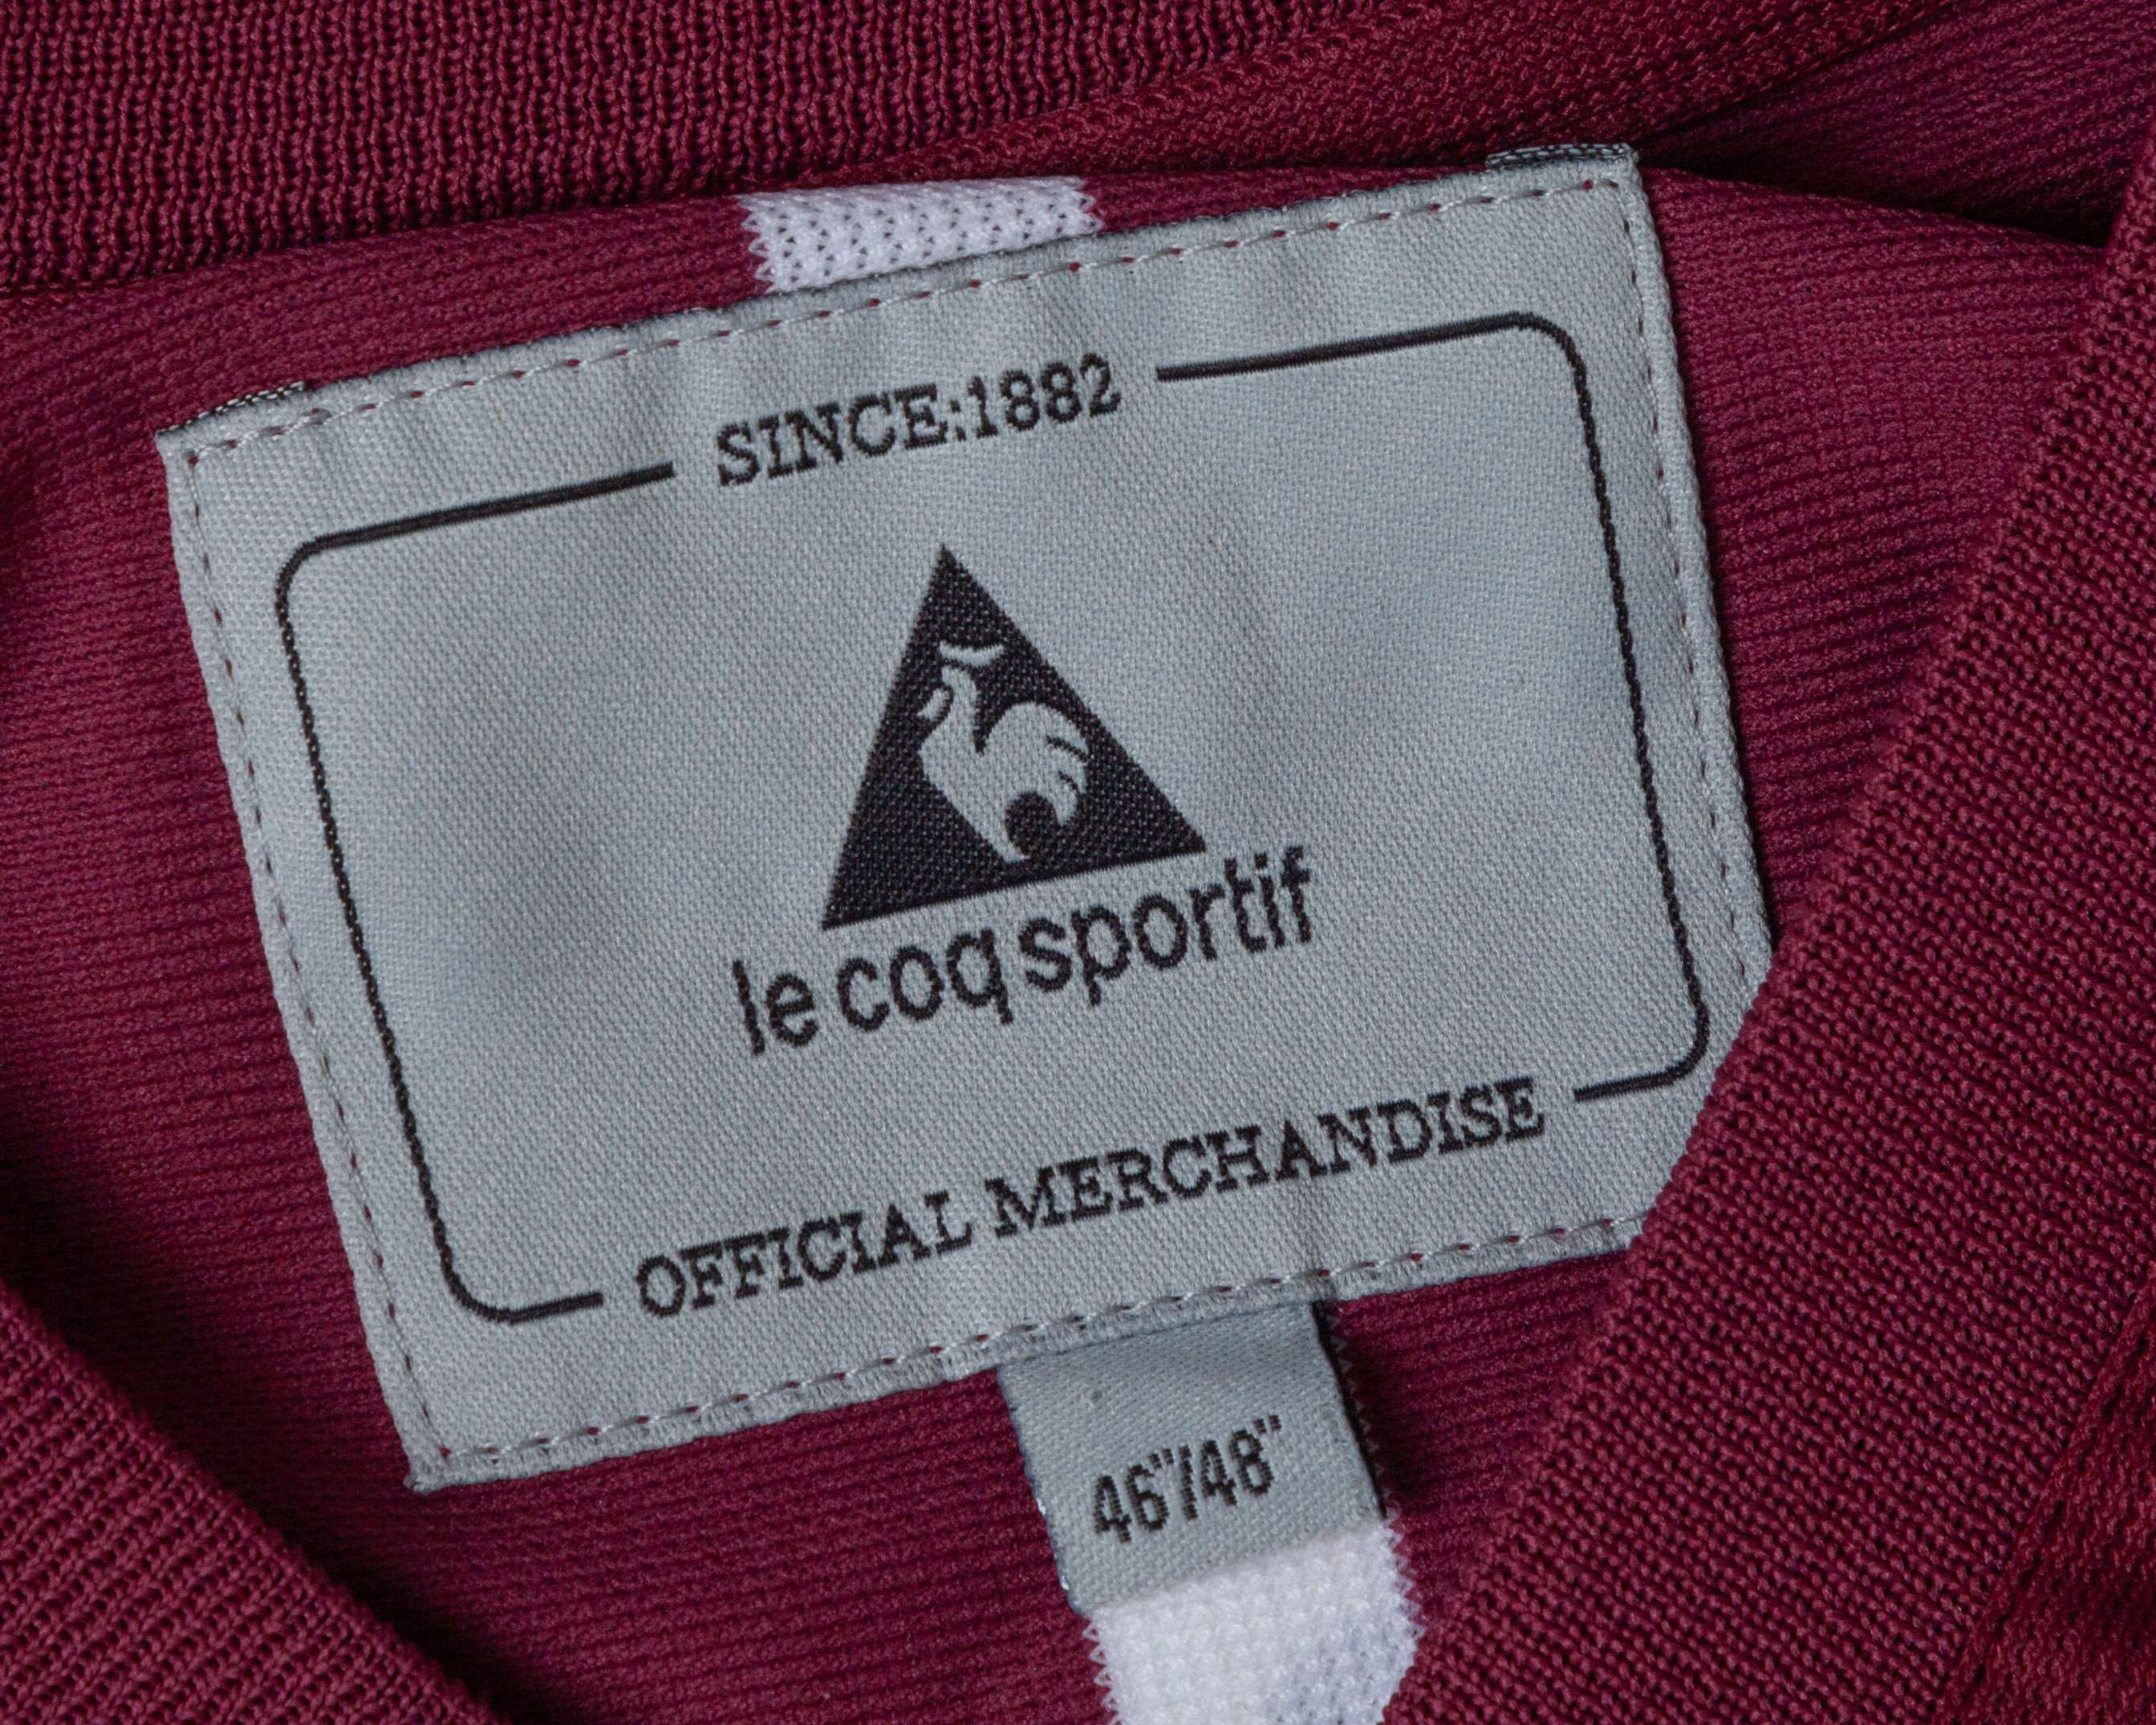 SINCE:1882
le coq sportif
OFFICIAL MERCHANDISE
46"/48"